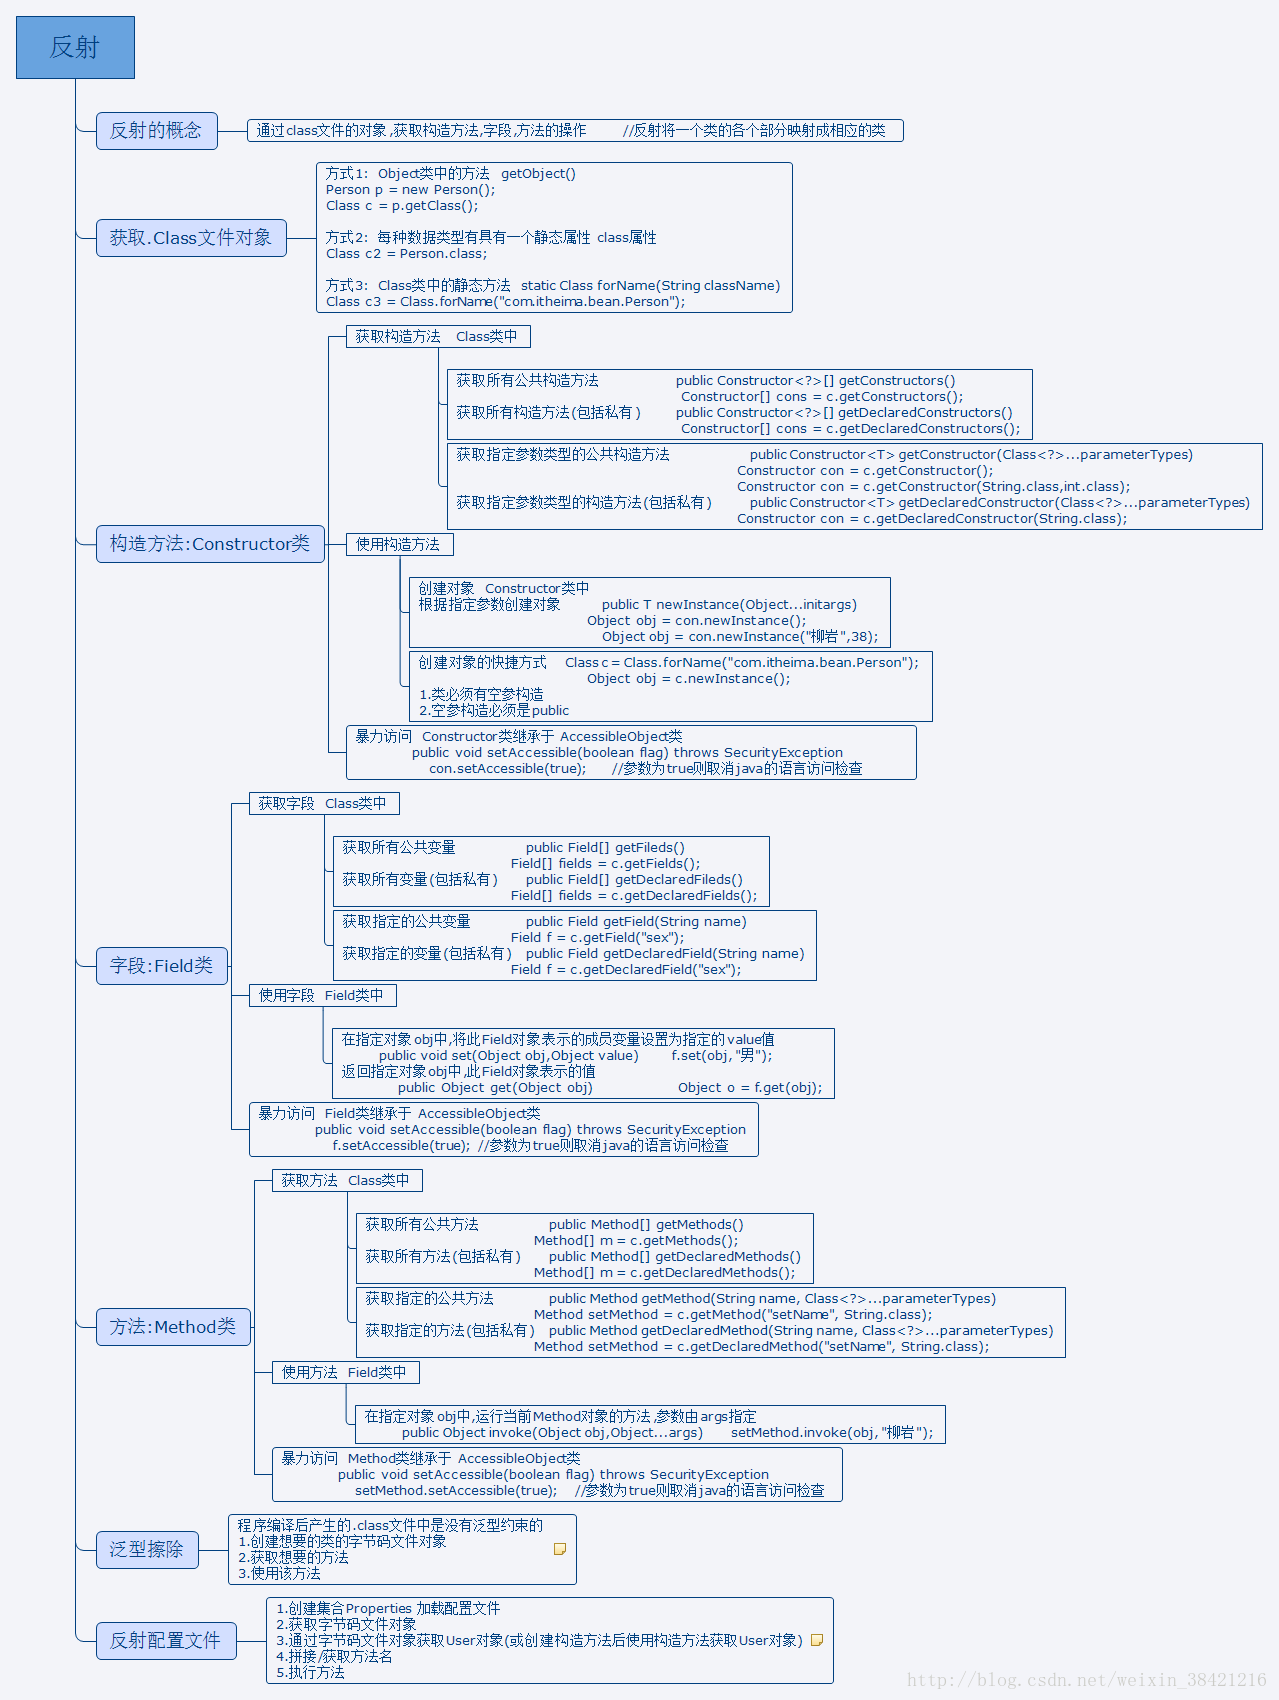 反射
反射的概念
通过class文件的对象,获取构造方法,字段,方法的操作 //反射将一个类的各个部分映射成相应的类
获取.Class文件对象
方式1: Object类中的方法 getObject()
Person p = new Person();
Class c = p.getClass();
方式2: 每种数据类型有具有一个静态属性 class属性
Class c2 = Person.class;
方式3: Class类中的静态方法 static Class forName(String className)
Class c3 = Class.forName("com.itheima.bean.Person");
构造方法:Constructor类
获取构造方法 Class类中
获取所有公共构造方法 public Constructor<?>[] getConstructors()
Constructor[] cons = c.getConstructors();
获取所有构造方法(包括私有) public Constructor<?>[] getDeclaredConstructors()
Constructor[] cons = c.getDeclaredConstructors();
获取指定参数类型的公共构造方法 public Constructor<T> getConstructor(Class<?>...parameterTypes)
Constructor con = c.getConstructor();
Constructor con = c.getConstructor(String.class,int.class);
获取指定参数类型的构造方法(包括私有) public Constructor<T> getDeclaredConstructor(Class<?>...parameterTypes)
Constructor con = c.getDeclaredConstructor(String.class);
使用构造方法
创建对象 Constructor类中
根据指定参数创建对象 public T newInstance(Object...initargs)
Object obj = con.newInstance();
Object obj = con.newInstance("柳岩",38);
创建对象的快捷方式 Class c = Class.forName("com.itheima.bean.Person");
Object obj = c.newInstance();
1.类必须有空参构造
2.空参构造必须是public
暴力访问 Constructor类继承于 AccessibleObject类
public void setAccessible(boolean flag) throws SecurityException
con.setAccessible(true); //参数为true则取消java的语言访问检查
字段:Field类
获取字段 Class类中
获取所有公共变量 public Field[] getFileds()
Field[] fields = c.getFields();
获取所有变量(包括私有) public Field[] getDeclaredFileds()
Field[] fields = c.getDeclaredFields();
获取指定的公共变量 public Field getField(String name)
Field f = c.getField("sex");
获取指定的变量(包括私有) public Field getDeclaredField(String name)
Field f = c.getDeclaredField("sex");
使用字段 Field类中
在指定对象obj中,将此Field对象表示的成员变量设置为指定的value值
public void set(Object obj,Object value) f.set(obj,"男");
返回指定对象obj中,此Field对象表示的值
public Object get(Object obj) Object o = f.get(obj);
暴力访问 Field类继承于 AccessibleObject类
public void setAccessible(boolean flag) throws SecurityException
f.setAccessible(true); //参数为true则取消java的语言访问检查
方法:Method类
获取方法 Class类中
获取所有公共方法 public Method[] getMethods()
Method[] m = c.getMethods();
获取所有方法(包括私有) public Method[] getDeclaredMethods()
Method[] m = c.getDeclaredMethods();
获取指定的公共方法 public Method getMethod(String name, Class<?>...parameterTypes)
Method setMethod = c.getMethod("setName", String.class);
获取指定的方法(包括私有) public Method getDeclaredMethod(String name, Class<?>...parameterTypes)
Method setMethod = c.getDeclaredMethod("setName", String.class);
使用方法 Field类中
在指定对象obj中,运行当前Method对象的方法,参数由args指定
public Object invoke(Object obj,Object...args) setMethod.invoke(obj,"柳岩");
暴力访问 Method类继承于 AccessibleObject类
public void setAccessible(boolean flag) throws SecurityException
setMethod.setAccessible(true); //参数为true则取消java的语言访问检查
泛型擦除
程序编译后产生的.class文件中是没有泛型约束的
1.创建想要的类的字节码文件对象
2.获取想要的方法
3.使用该方法
反射配置文件
1.创建集合Properties 加载配置文件
2.获取字节码文件对象
3.通过字节码文件对象获取User对象(或创建构造方法后使用构造方法获取User对象)
4.拼接/获取方法名
5.执行方法
http://blog.csdn.net/weixin_38421216